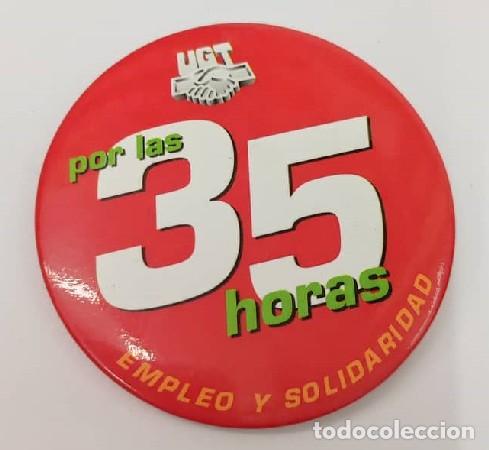 UGT
por las
35
horas
EMPLEO Y SOLIDARIDAD
todocoleccion